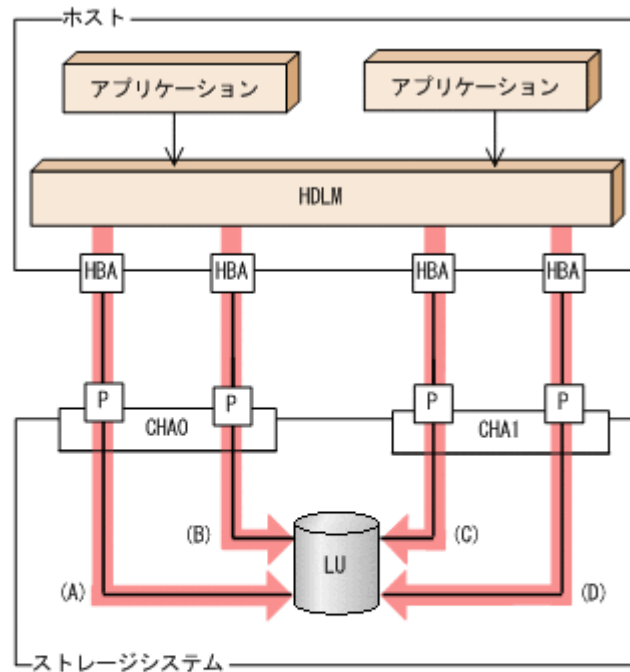 ホスト
アプリケーション アプリケーション
HDLM
HBA HBA HBA HBA
P P P P
CHA0 CHA1
(B) (C)
LU
(A) (D)
ストレージシステム